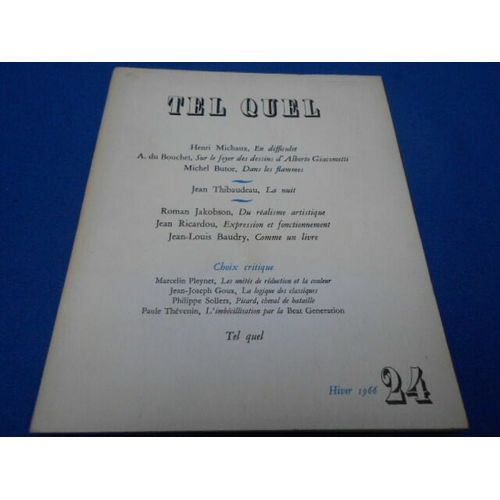 TEL QUEL
Henri Michaux, En difficulté
A. du Bouchet, Sur le foyer des dessins d'Alberto Giacometti
Michel Butor, Dans les flammes
Jean Thibaudeau, La nuit
Roman Jakobson, Du réalisme artistique
Jean Ricardou, Expression et fonctionnement
Jean-Louis Baudry, Comme un livre
Choix critique
Marcelin Pleynet, Les unités de réduction et la couleur
Jean-Joseph Goux, La logique des classiques
Philippe Sollers, Picard, cheval de bataille
Paule Thévenin, L'imbécillisation par la Beat Generation
Tel quel
Hiver 1966 24